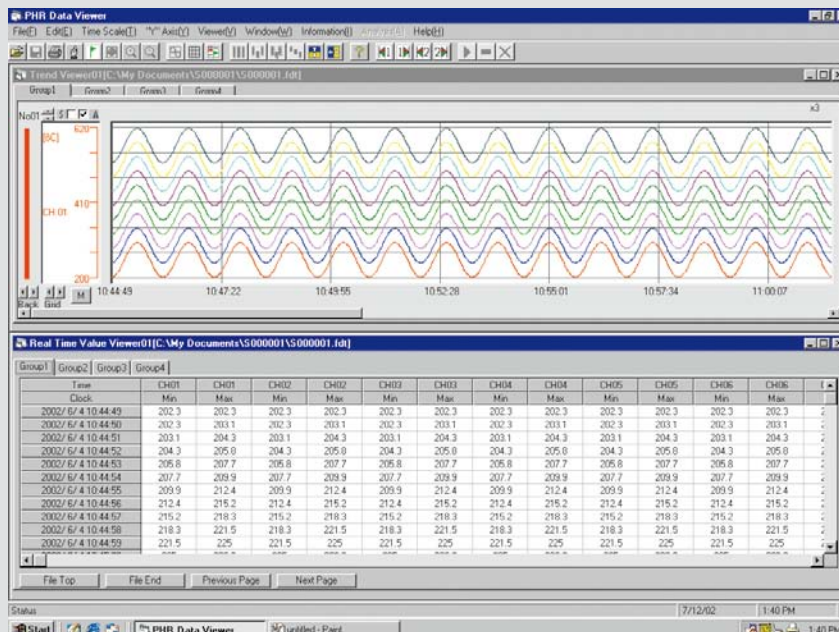 PHR Data Viewer
File(F) Edit(E) Time Scale(T) "Y" Axis(Y) Viewer(V) Window(W) Information(I) Help(H)
Trend Viewer01[C:\My Documents\S000001\S000001.fdt]
Group1 Group2 Group3 Group4
x3
No01 S A
620
[BC]
CH 01
410
200
10:44:49 10:47:22 10:49:55 10:52:28 10:55:01 10:57:34 11:00:07
Back Grid M
Real Time Value Viewer01[C:\My Documents\S000001\S000001.fdt]
Group1 Group2 Group3 Group4
Time CH01 CH01 CH02 CH02 CH03 CH03 CH04 CH04 CH05 CH05 CH06 CH06
Clock Min Max Min Max Min Max Min Max Min Max Min Max
2002/ 6/ 4 10:44:49 202.3 202.3 202.3 202.3 202.3 202.3 202.3 202.3 202.3 202.3 202.3 202.3
2002/ 6/ 4 10:44:50 202.3 203.1 202.3 203.1 202.3 203.1 202.3 203.1 202.3 203.1 202.3 203.1
2002/ 6/ 4 10:44:51 203.1 204.3 203.1 204.3 203.1 204.3 203.1 204.3 203.1 204.3 203.1 204.3
2002/ 6/ 4 10:44:52 204.3 205.8 204.3 205.8 204.3 205.8 204.3 205.8 204.3 205.8 204.3 205.8
2002/ 6/ 4 10:44:53 205.8 207.7 205.8 207.7 205.8 207.7 205.8 207.7 205.8 207.7 205.8 207.7
2002/ 6/ 4 10:44:54 207.7 209.9 207.7 209.9 207.7 209.9 207.7 209.9 207.7 209.9 207.7 209.9
2002/ 6/ 4 10:44:55 209.9 212.4 209.9 212.4 209.9 212.4 209.9 212.4 209.9 212.4 209.9 212.4
2002/ 6/ 4 10:44:56 212.4 215.2 212.4 215.2 212.4 215.2 212.4 215.2 212.4 215.2 212.4 215.2
2002/ 6/ 4 10:44:57 215.2 218.3 215.2 218.3 215.2 218.3 215.2 218.3 215.2 218.3 215.2 218.3
2002/ 6/ 4 10:44:58 218.3 221.5 218.3 221.5 218.3 221.5 218.3 221.5 218.3 221.5 218.3 221.5
2002/ 6/ 4 10:44:59 221.5 225 221.5 225 221.5 225 221.5 225 221.5 225 221.5 225
File Top File End Previous Page Next Page
Status 7/12/02 1:40 PM
Start PHR Data Viewer untitled - Paint 1:40 PM